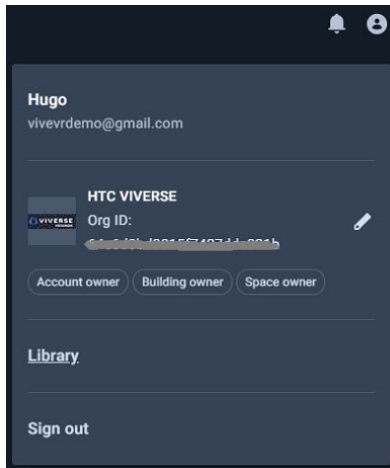 Hugo
vivevrdemo@gmail.com
HTC VIVERSE
VIVERSE
Org ID:
Account owner Building owner Space owner
Library
Sign out